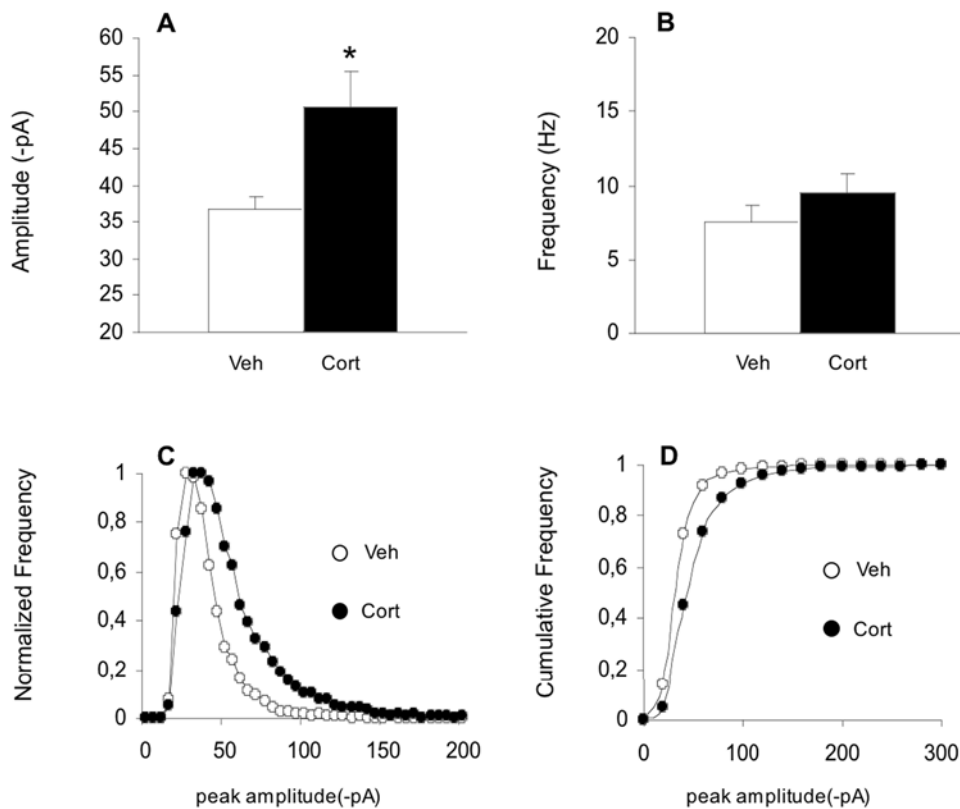 A
Amplitude (-pA)
60
55
50
45
40
35
30
25
20
*
Veh
Cort
B
Frequency (Hz)
20
15
10
5
0
Veh
Cort
C
Normalized Frequency
1
0,8
0,6
0,4
0,2
0
Veh
Cort
0 50 100 150 200
peak amplitude(-pA)
D
Cumulative Frequency
1
0,8
0,6
0,4
0,2
0
Veh
Cort
0 100 200 300
peak amplitude(-pA)